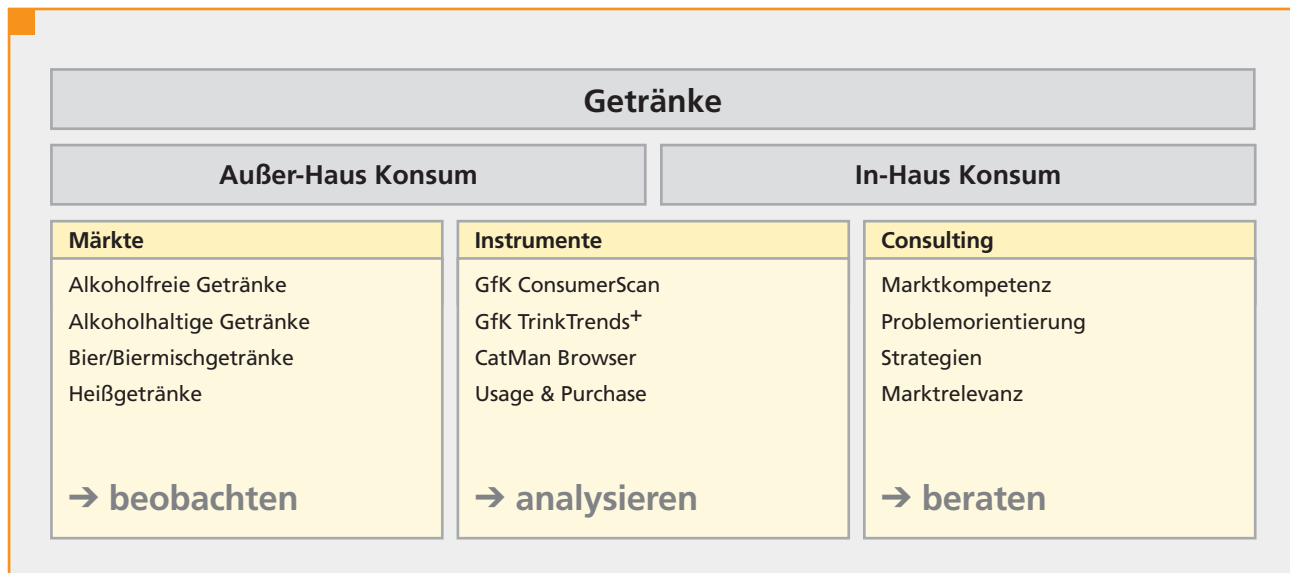 Getränke
Außer-Haus Konsum
In-Haus Konsum
Märkte
Alkoholfreie Getränke
Alkoholhaltige Getränke
Bier/Biermischgetränke
Heißgetränke
➔ beobachten
Instrumente
GfK ConsumerScan
GfK TrinkTrends+
CatMan Browser
Usage & Purchase
➔ analysieren
Consulting
Marktkompetenz
Problemorientierung
Strategien
Marktrelevanz
➔ beraten